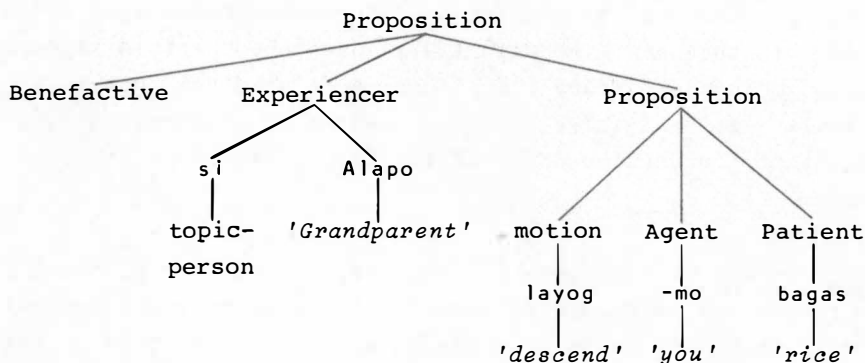 Proposition
Benefactive Experiencer Proposition
si Alapo
topic- 'Grandparent' motion Agent Patient
person
layog -mo bagas
'descend' 'you' 'rice'